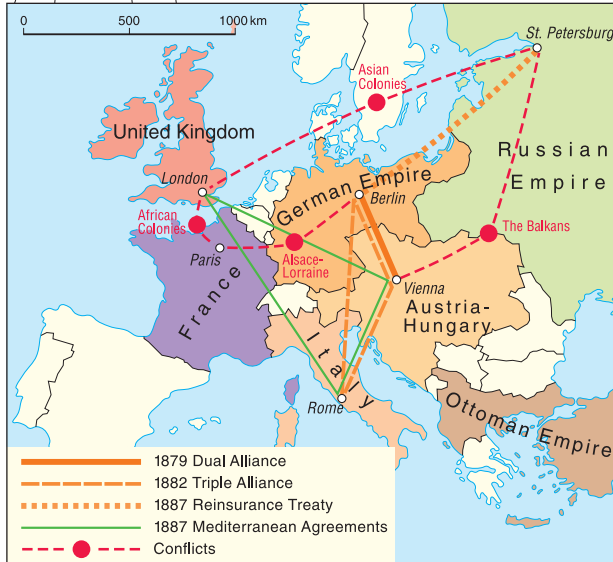 0 500 1000 km
St. Petersburg
Asian
Colonies
United Kingdom
Russian
Empire
London
German Empire
Berlin
African
Colonies
The Balkans
Paris
Alsace-
Lorraine
France
Vienna
Austria-
Hungary
Italy
Rome
Ottoman Empire
1879 Dual Alliance
1882 Triple Alliance
1887 Reinsurance Treaty
1887 Mediterranean Agreements
Conflicts